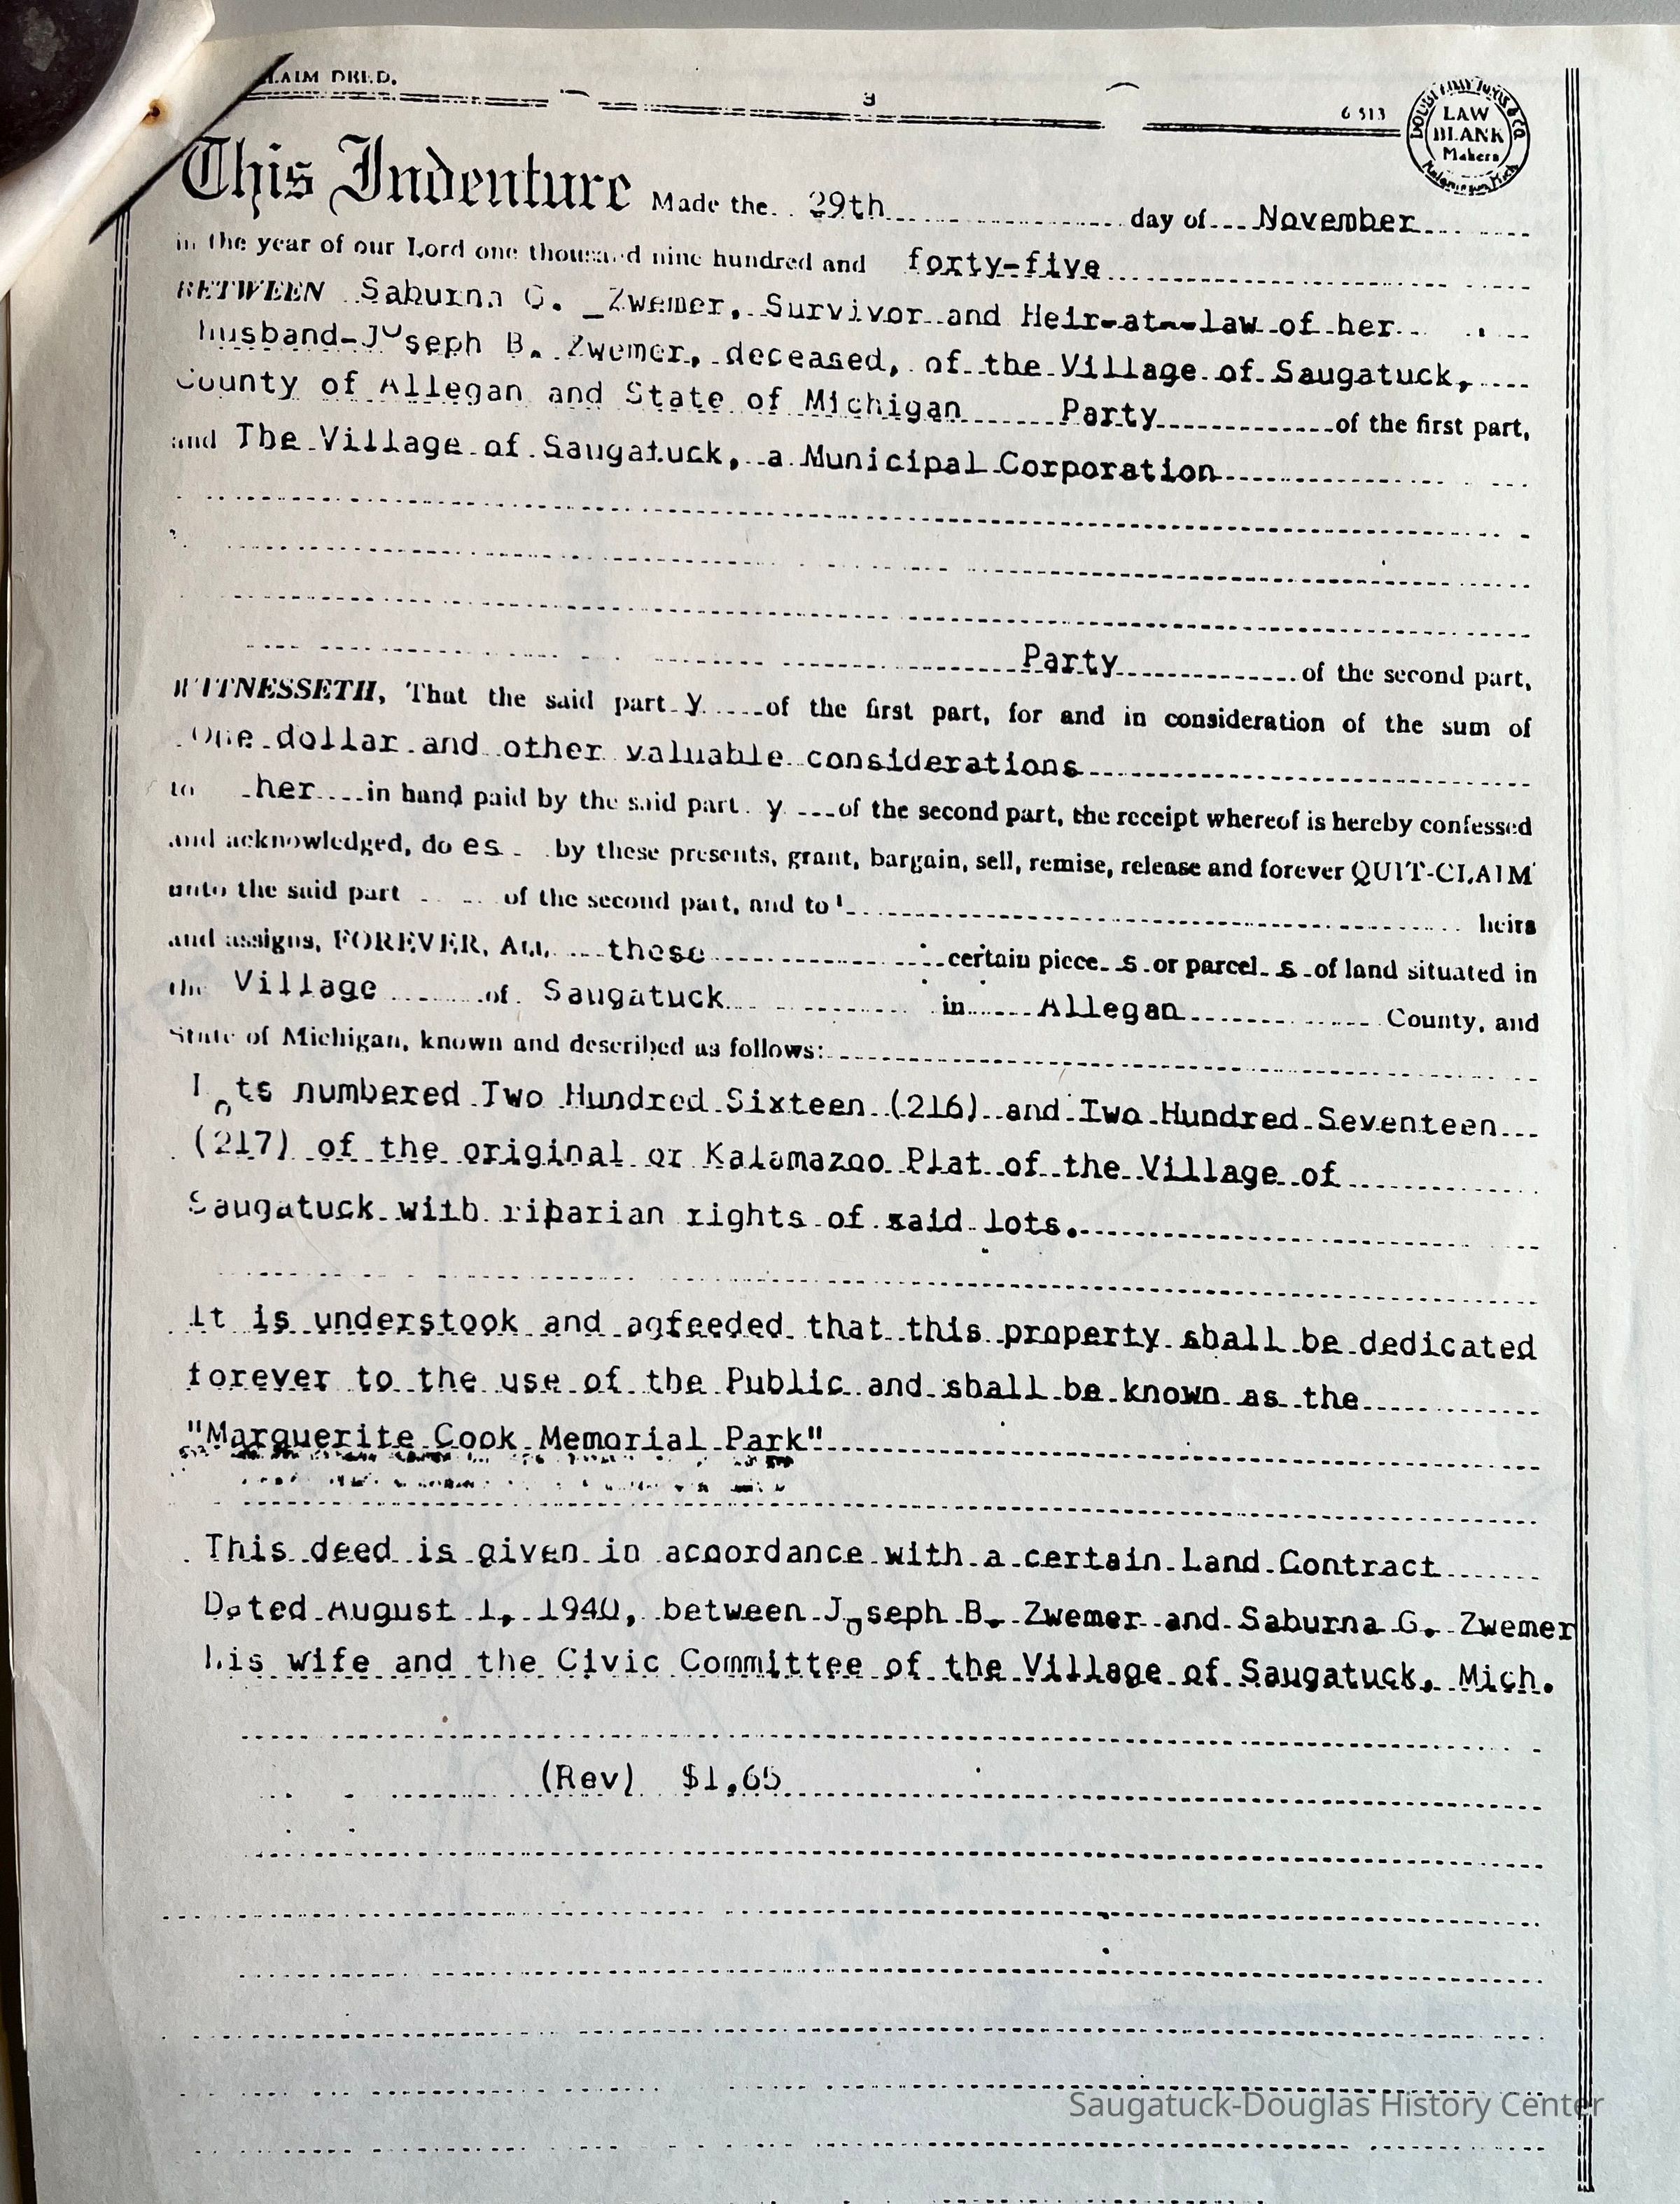 LAIM DEED.
9
6 513
LAW
BLANK
Makers
Kalamazoo, Mich
This Indenture Made the 29th day of November
in the year of our Lord one thousand nine hundred and forty-five
BETWEEN Saburna G. _Zwemer, Survivor and Heir-at-law of her
husband-Joseph B. Zwemer, deceased, of the Village of Saugatuck,
County of Allegan and State of Michigan Party of the first part,
and The Village of Saugatuck, a Municipal Corporation
Party of the second part,
WITNESSETH, That the said part y of the first part, for and in consideration of the sum of
One dollar and other valuable considerations
to her in hand paid by the said part y of the second part, the receipt whereof is hereby confessed
and acknowledged, do es by these presents, grant, bargain, sell, remise, release and forever QUIT-CLAIM
unto the said part of the second part, and to heirs
and assigns, FOREVER, ALL those certain piece s or parcel s of land situated in
the Village of Saugatuck in Allegan County, and
State of Michigan, known and described as follows:
Lots numbered Two Hundred Sixteen (216) and Two Hundred Seventeen
(217) of the original or Kalamazoo Plat of the Village of
Saugatuck with riparian rights of said lots.
It is understook and agfeeded that this property shall be dedicated
forever to the use of the Public and shall be known as the
"Marguerite Cook Memorial Park"
This deed is given in accordance with a certain Land Contract
Dated August 1, 1940, between Joseph B. Zwemer and Saburna G. Zwemer
his wife and the Civic Committee of the Village of Saugatuck, Mich.
(Rev) $1.65
Saugatuck-Douglas History Center